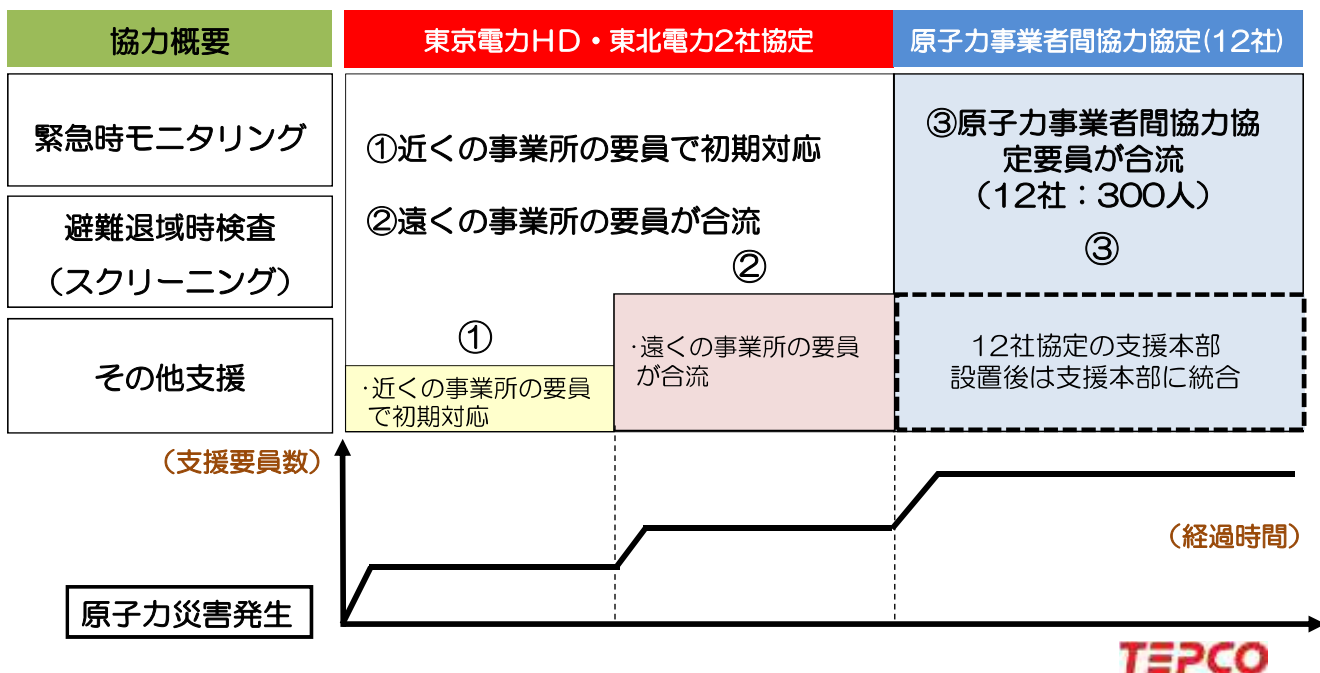 協力概要
東京電力HD・東北電力2社協定
原子力事業者間協力協定(12社)
緊急時モニタリング
避難退域時検査
（スクリーニング）
その他支援
①近くの事業所の要員で初期対応
②遠くの事業所の要員が合流
②
①
・近くの事業所の要員
で初期対応
・遠くの事業所の要員
が合流
③原子力事業者間協力協
定要員が合流
（12社：300人）
③
12社協定の支援本部
設置後は支援本部に統合
（支援要員数）
（経過時間）
原子力災害発生
TEPCO